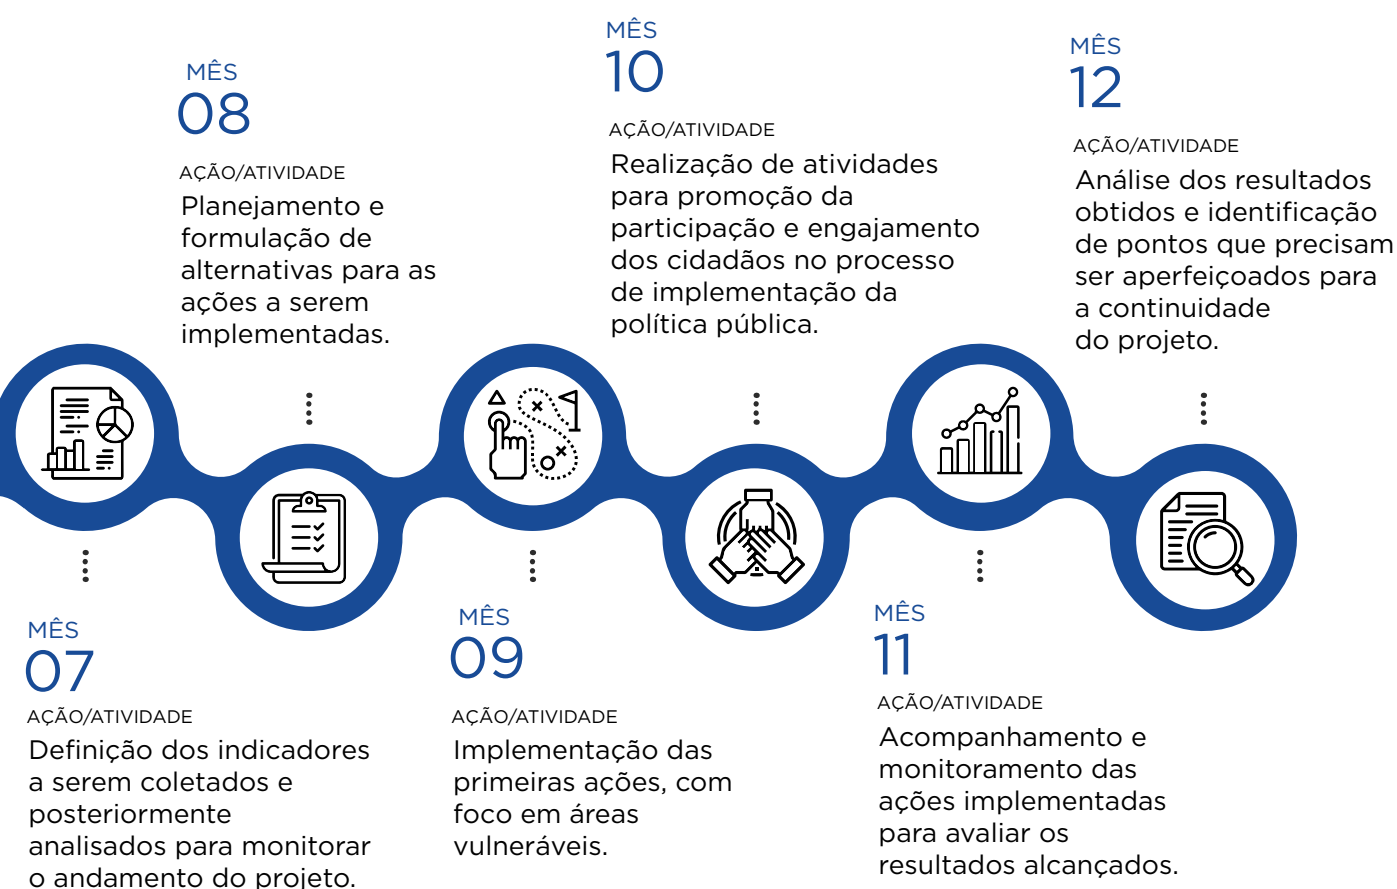 MÊS
07
AÇÃO/ATIVIDADE
Definição dos indicadores
a serem coletados e
posteriormente
analisados para monitorar
o andamento do projeto.
MÊS
08
AÇÃO/ATIVIDADE
Planejamento e
formulação de
alternativas para as
ações a serem
implementadas.
MÊS
09
AÇÃO/ATIVIDADE
Implementação das
primeiras ações, com
foco em áreas
vulneráveis.
MÊS
10
AÇÃO/ATIVIDADE
Realização de atividades
para promoção da
participação e engajamento
dos cidadãos no processo
de implementação da
política pública.
MÊS
11
AÇÃO/ATIVIDADE
Acompanhamento e
monitoramento das
ações implementadas
para avaliar os
resultados alcançados.
MÊS
12
AÇÃO/ATIVIDADE
Análise dos resultados
obtidos e identificação
de pontos que precisam
ser aperfeiçoados para
a continuidade
do projeto.